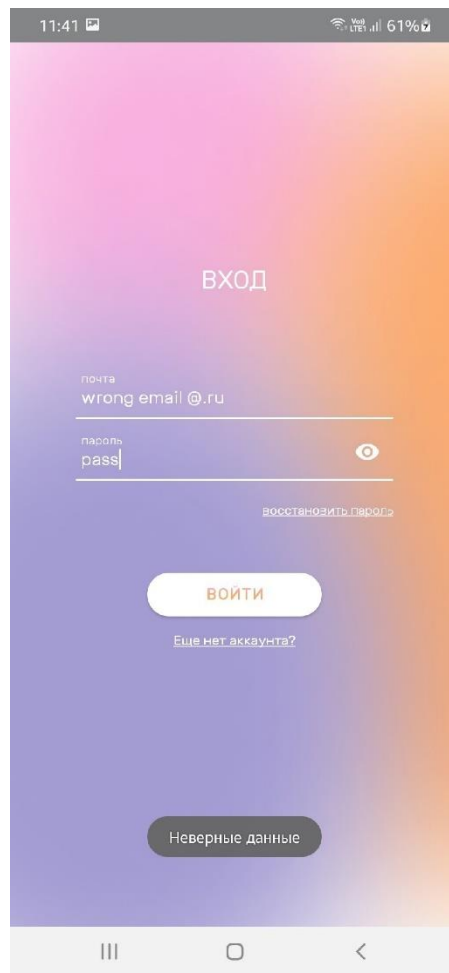 11:41 61%
ВХОД
почта
wrong email @.ru
пароль
pass
восстановить пароль
ВОЙТИ
Еще нет аккаунта?
Неверные данные